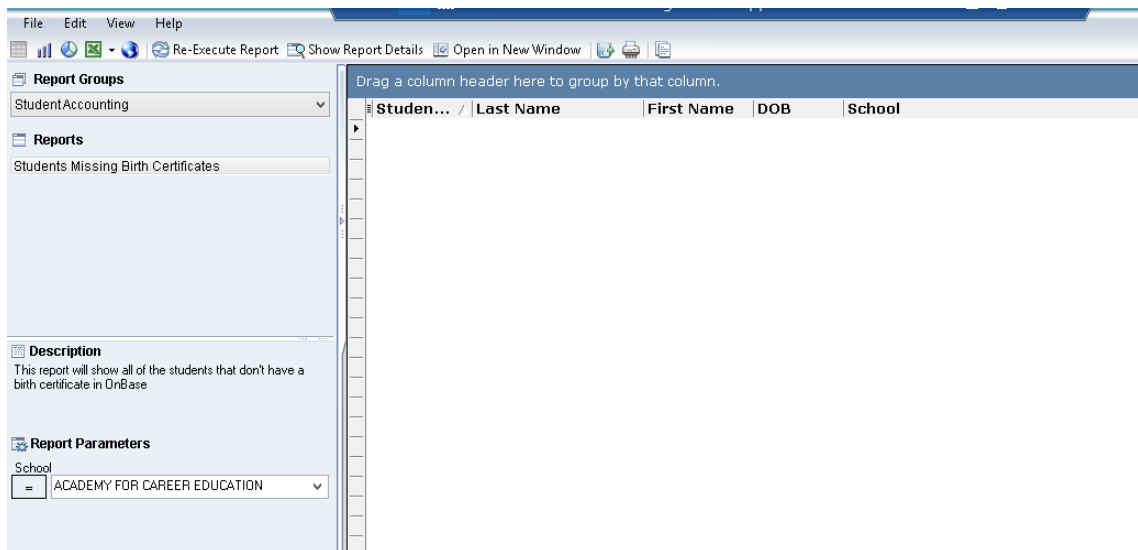 File Edit View Help
Re-Execute Report Show Report Details Open in New Window
Report Groups
StudentAccounting
Reports
Students Missing Birth Certificates
Description
This report will show all of the students that don't have a
birth certificate in OnBase
Report Parameters
School
= ACADEMY FOR CAREER EDUCATION
Drag a column header here to group by that column.
Studen... / Last Name First Name DOB School